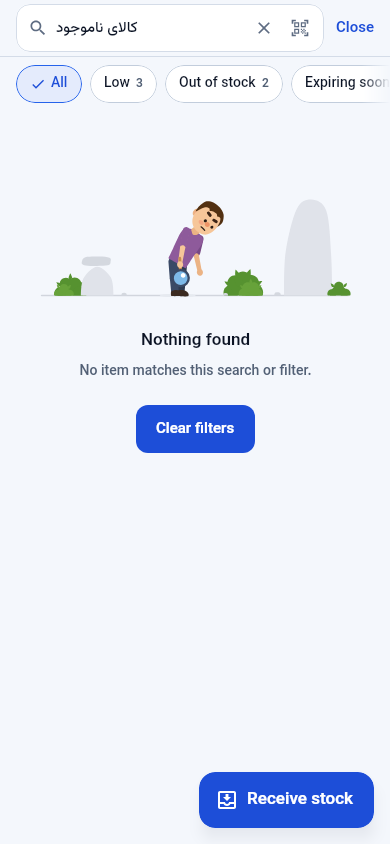 کالای ناموجود
Close
All
Low 3
Out of stock 2
Expiring soon
Nothing found
No item matches this search or filter.
Clear filters
Receive stock